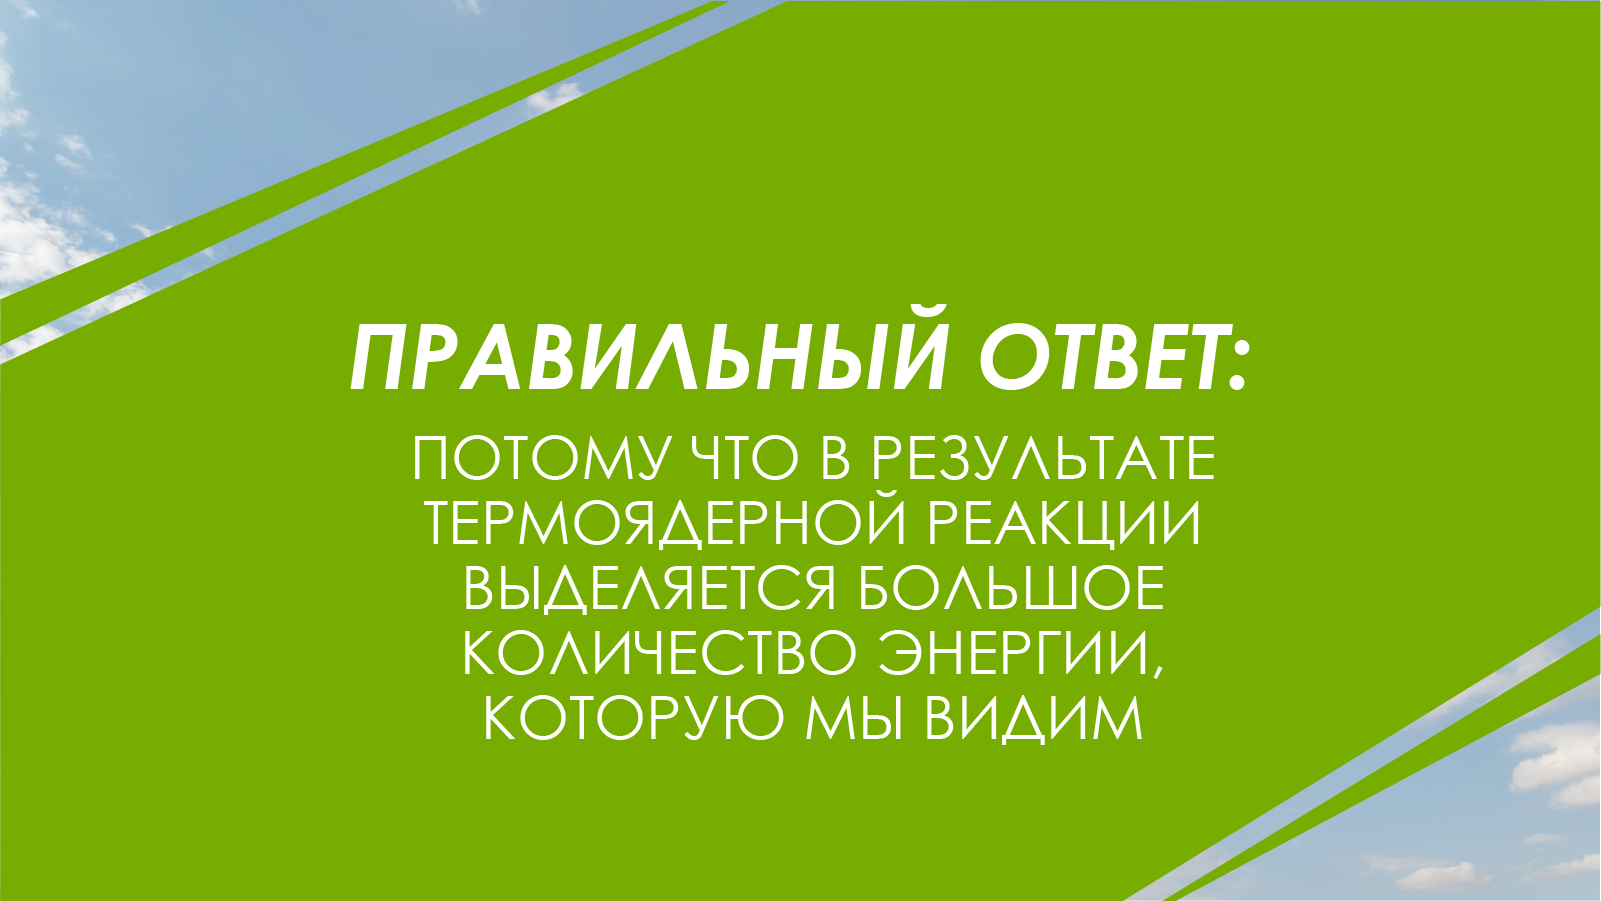 ПРАВИЛЬНЫЙ ОТВЕТ:
ПОТОМУ ЧТО В РЕЗУЛЬТАТЕ
ТЕРМОЯДЕРНОЙ РЕАКЦИИ
ВЫДЕЛЯЕТСЯ БОЛЬШОЕ
КОЛИЧЕСТВО ЭНЕРГИИ,
КОТОРУЮ МЫ ВИДИМ